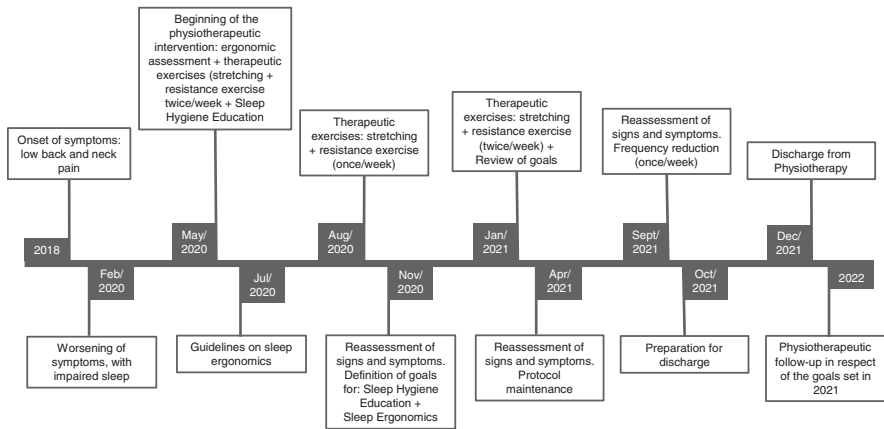 Onset of symptoms:
low back and neck
pain
2018
Feb/
2020
Worsening of
symptoms, with
impaired sleep
Beginning of the
physiotherapeutic
intervention: ergonomic
assessment + therapeutic
exercises (stretching +
resistance exercise
twice/week + Sleep
Hygiene Education
May/
2020
Jul/
2020
Guidelines on sleep
ergonomics
Therapeutic
exercises: stretching
+ resistance exercise
(once/week)
Aug/
2020
Nov/
2020
Reassessment of
signs and symptoms.
Definition of goals
for: Sleep Hygiene
Education +
Sleep Ergonomics
Therapeutic
exercises: stretching
+ resistance exercise
(twice/week) +
Review of goals
Jan/
2021
Apr/
2021
Reassessment of
signs and symptoms.
Protocol
maintenance
Reassessment of
signs and symptoms.
Frequency reduction
(once/week)
Sept/
2021
Oct/
2021
Preparation for
discharge
Discharge from
Physiotherapy
Dec/
2021
2022
Physiotherapeutic
follow-up in respect
of the goals set in
2021